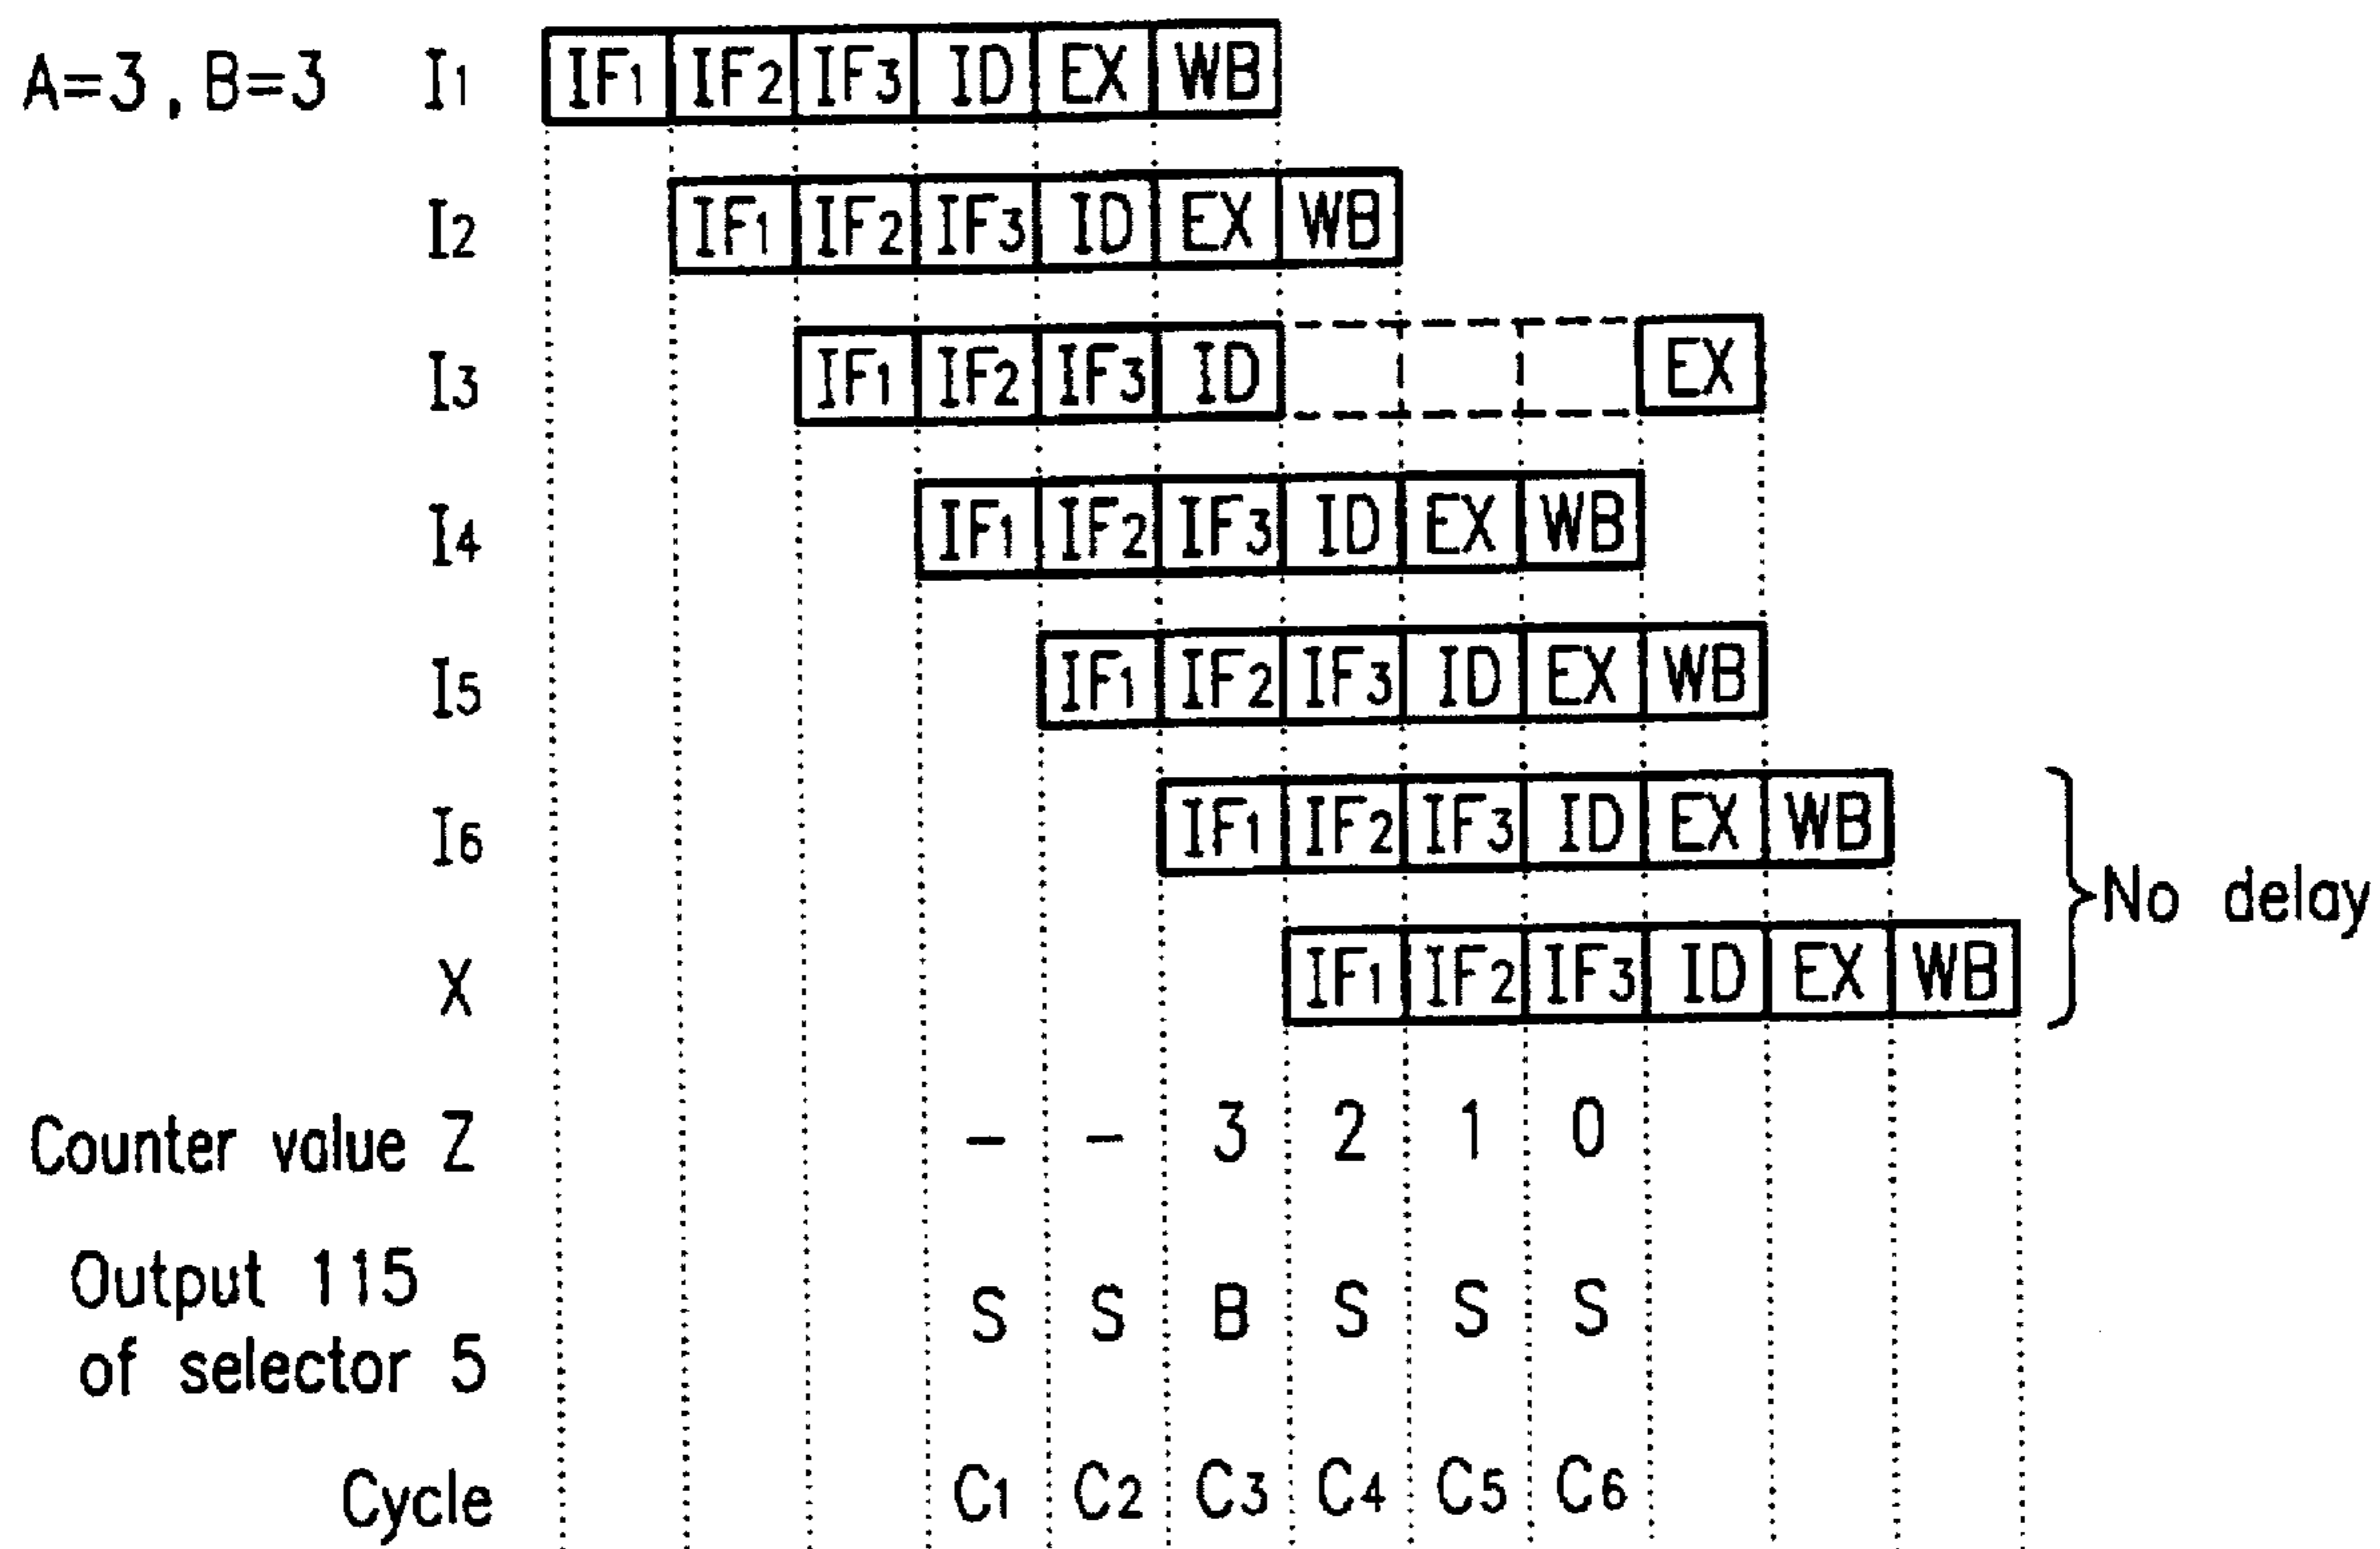 A=3, B=3 I1 IF1 IF2 IF3 ID EX WB
I2 IF1 IF2 IF3 ID EX WB
I3 IF1 IF2 IF3 ID EX
I4 IF1 IF2 IF3 ID EX WB
I5 IF1 IF2 IF3 ID EX WB
I6 IF1 IF2 IF3 ID EX WB
No delay
X IF1 IF2 IF3 ID EX WB
Counter value Z - - 3 2 1 0
Output 115
of selector 5 S S B S S S
Cycle C1 C2 C3 C4 C5 C6